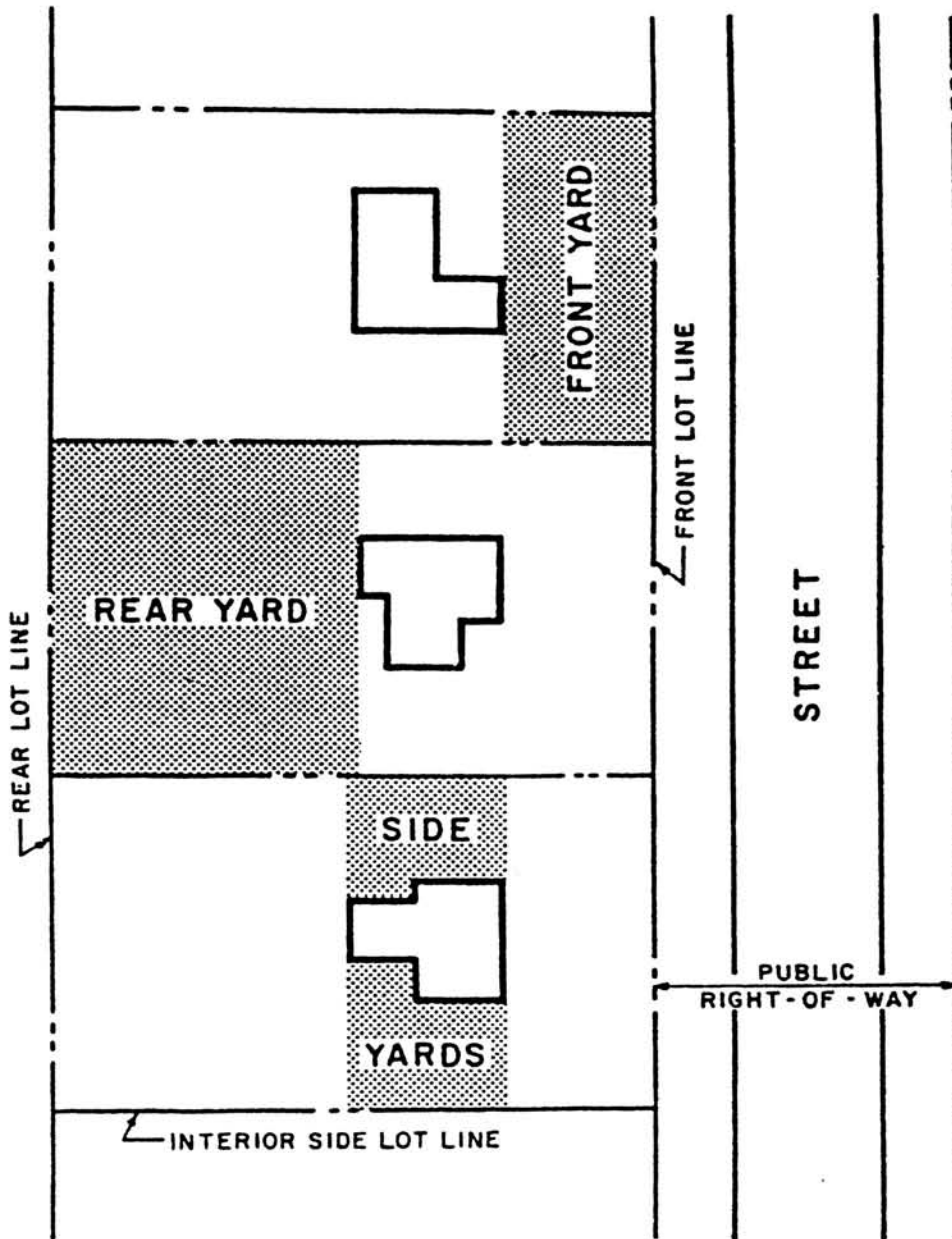 FRONT YARD
FRONT LOT LINE
REAR YARD
REAR LOT LINE
STREET
SIDE
YARDS
PUBLIC
RIGHT-OF-WAY
INTERIOR SIDE LOT LINE